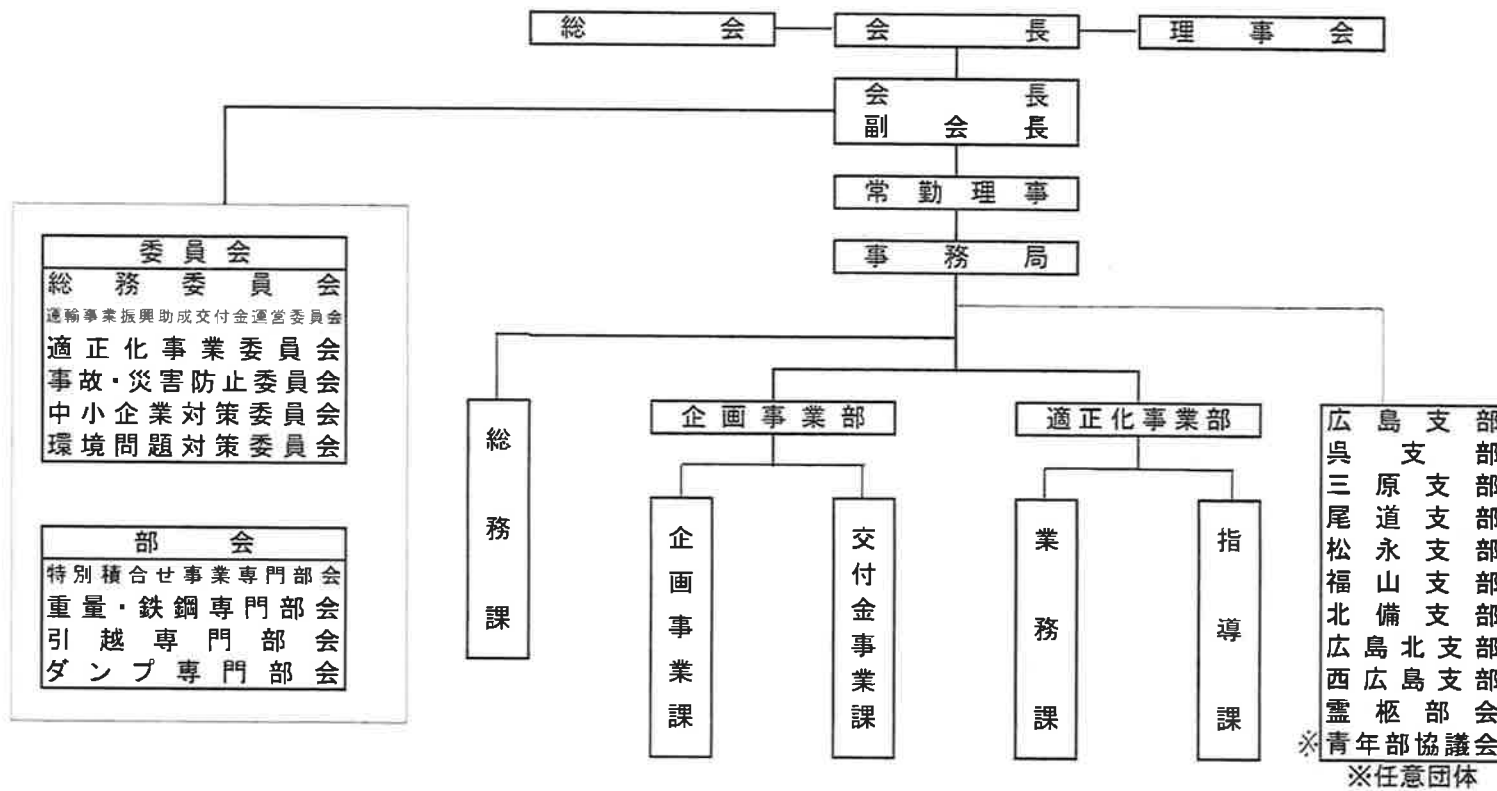 総会
会長
理事会
会長
副会長
常勤理事
事務局
委員会
総務委員会
運輸事業振興助成交付金運営委員会
適正化事業委員会
事故・災害防止委員会
中小企業対策委員会
環境問題対策委員会
部会
特別積合せ事業専門部会
重量・鉄鋼専門部会
引越専門部会
ダンプ専門部会
総務課
企画事業部
企画事業課
交付金事業課
適正化事業部
業務課
指導課
広島支部
呉支部
三原支部
尾道支部
松永支部
福山支部
北備支部
広島北支部
西広島支部
霊柩部会
※青年部協議会
※任意団体